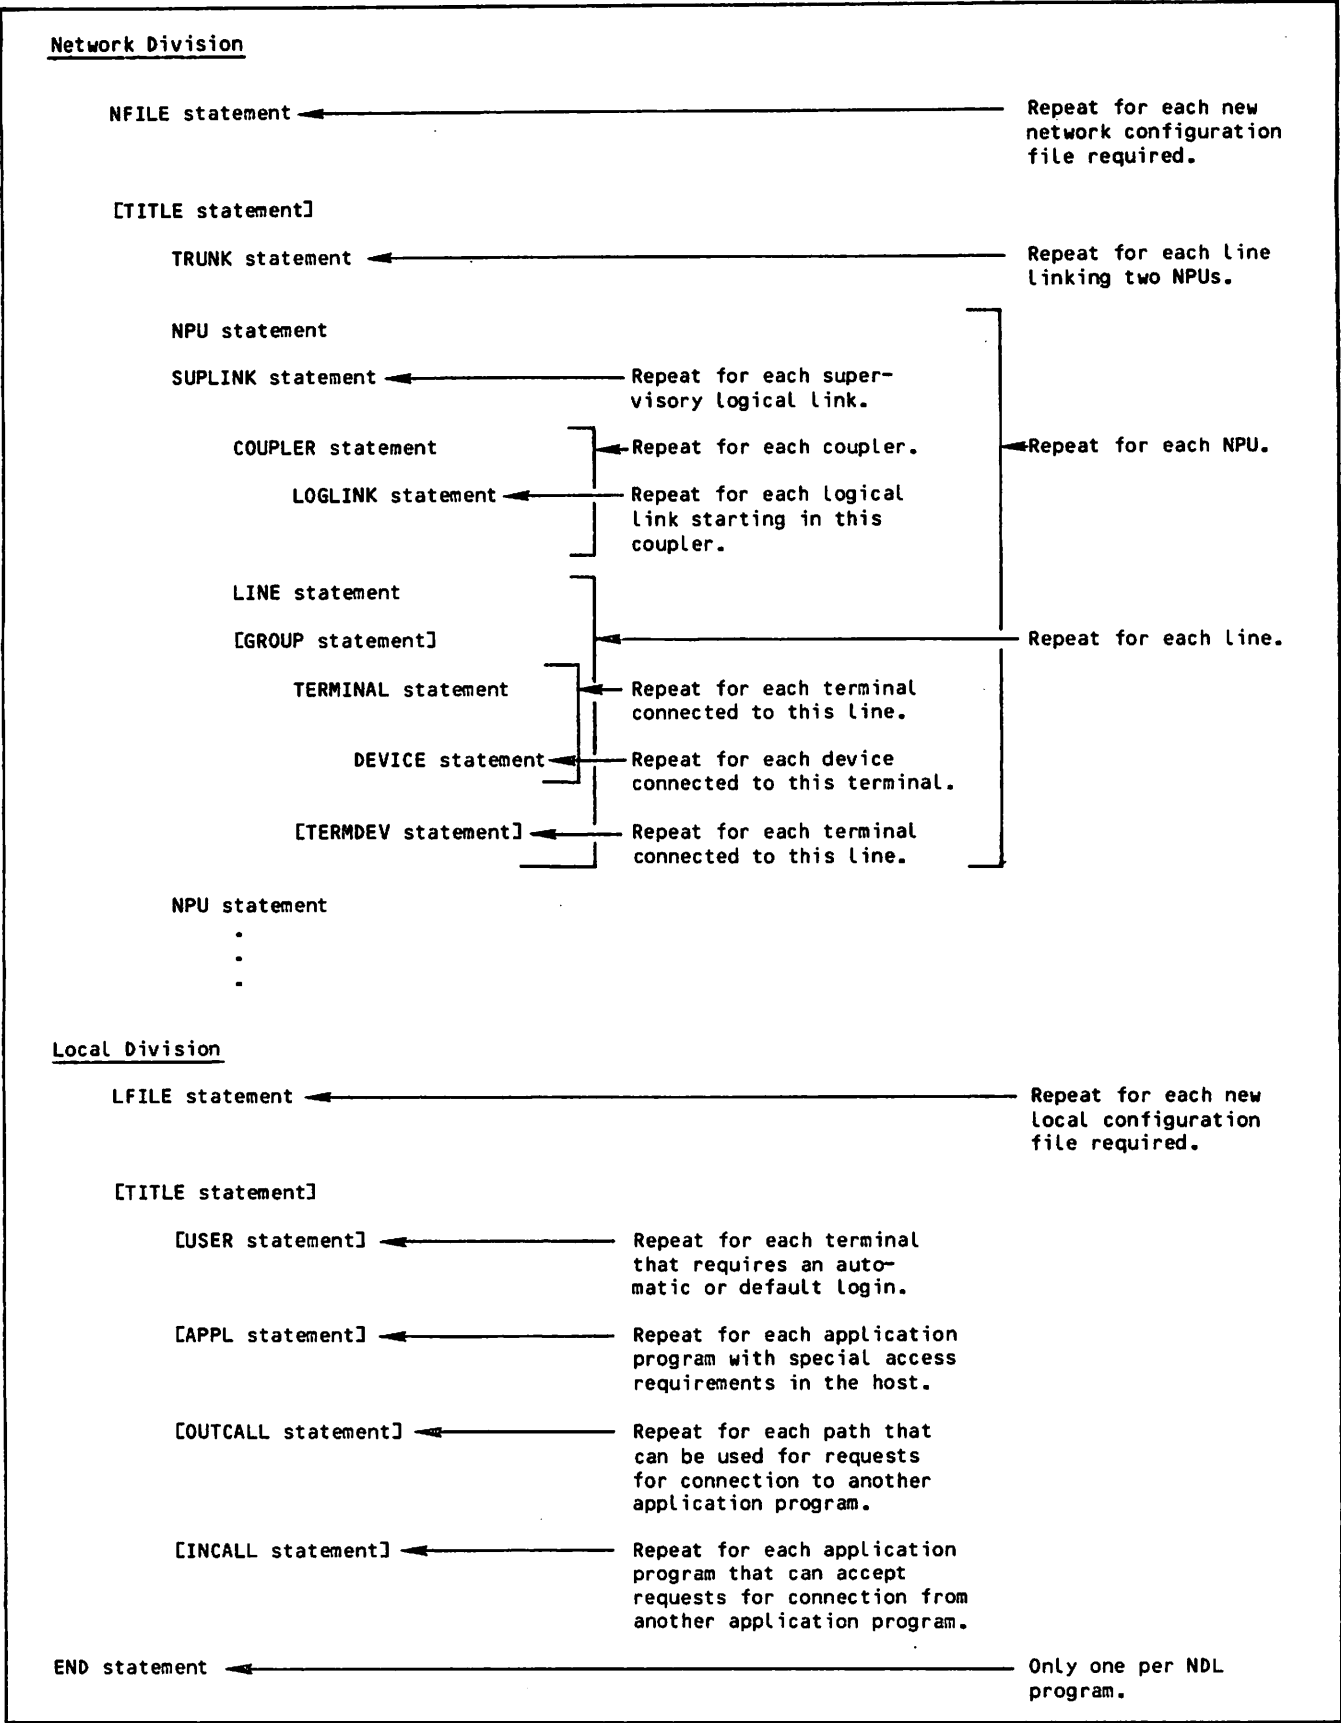 Network Division
NFILE statement
Repeat for each new
network configuration
file required.
[TITLE statement]
TRUNK statement
Repeat for each line
linking two NPUs.
NPU statement
SUPLINK statement
Repeat for each super-
visory logical link.
COUPLER statement
Repeat for each coupler.
Repeat for each NPU.
LOGLINK statement
Repeat for each logical
link starting in this
coupler.
LINE statement
[GROUP statement]
Repeat for each line.
TERMINAL statement
Repeat for each terminal
connected to this line.
DEVICE statement
Repeat for each device
connected to this terminal.
[TERMDEV statement]
Repeat for each terminal
connected to this line.
NPU statement
.
.
.
Local Division
LFILE statement
Repeat for each new
local configuration
file required.
[TITLE statement]
[USER statement]
Repeat for each terminal
that requires an auto-
matic or default login.
[APPL statement]
Repeat for each application
program with special access
requirements in the host.
[OUTCALL statement]
Repeat for each path that
can be used for requests
for connection to another
application program.
[INCALL statement]
Repeat for each application
program that can accept
requests for connection from
another application program.
END statement
Only one per NDL
program.